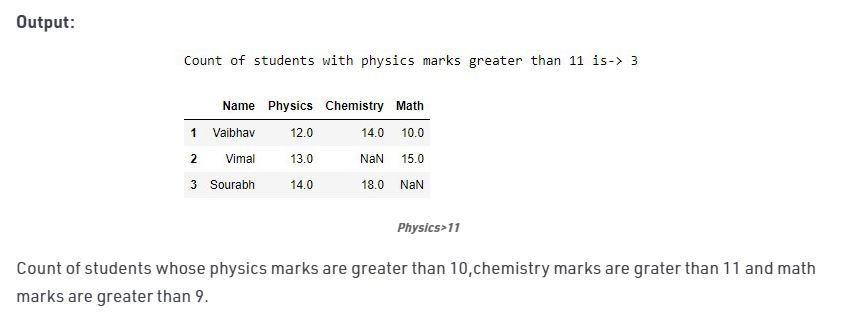 Output:
Count of students with physics marks greater than 11 is-> 3
Name Physics Chemistry Math
1 Vaibhav 12.0 14.0 10.0
2 Vimal 13.0 NaN 15.0
3 Sourabh 14.0 18.0 NaN
Physics>11
Count of students whose physics marks are greater than 10,chemistry marks are grater than 11 and math
marks are greater than 9.